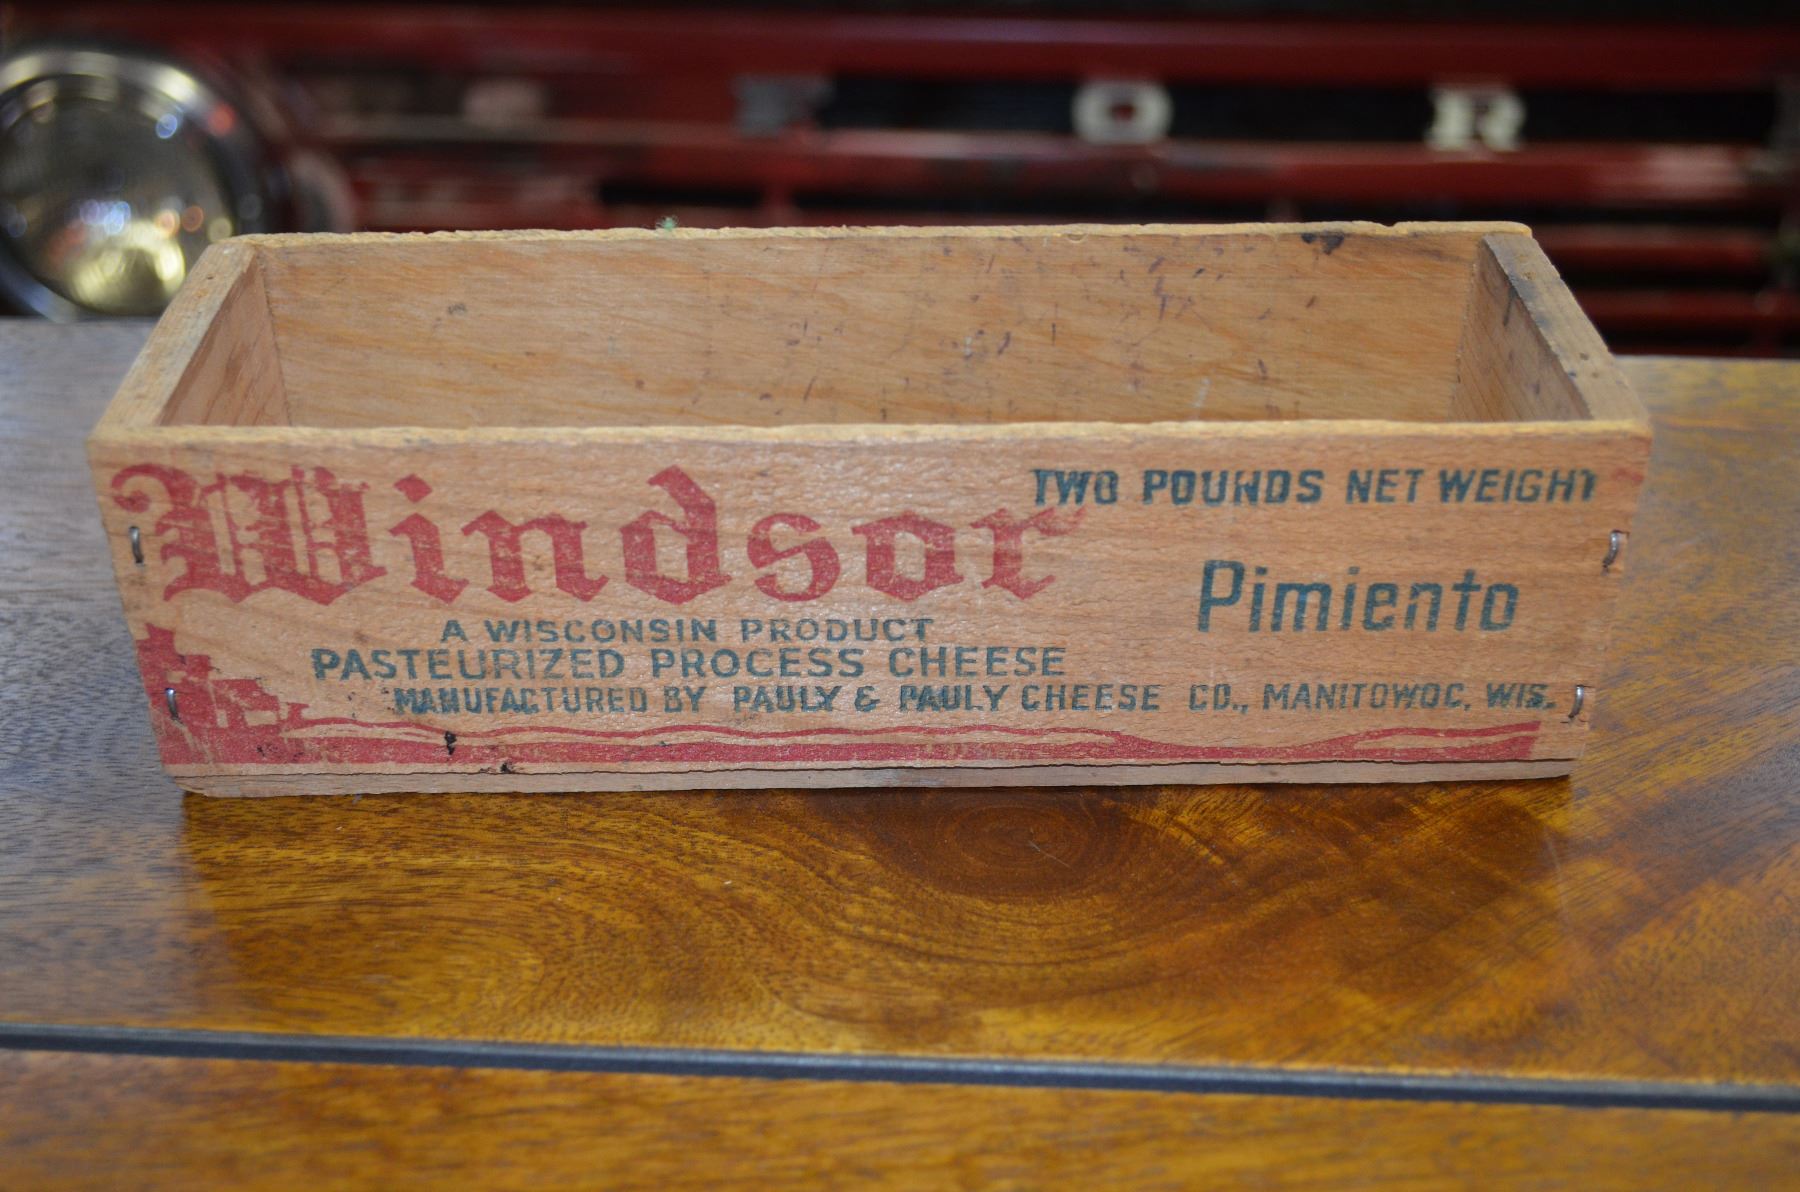 FOR
Windsor
TWO POUNDS NET WEIGHT
Pimiento
A WISCONSIN PRODUCT
PASTEURIZED PROCESS CHEESE
MANUFACTURED BY PAULY & PAULY CHEESE CO., MANITOWOC, WIS.